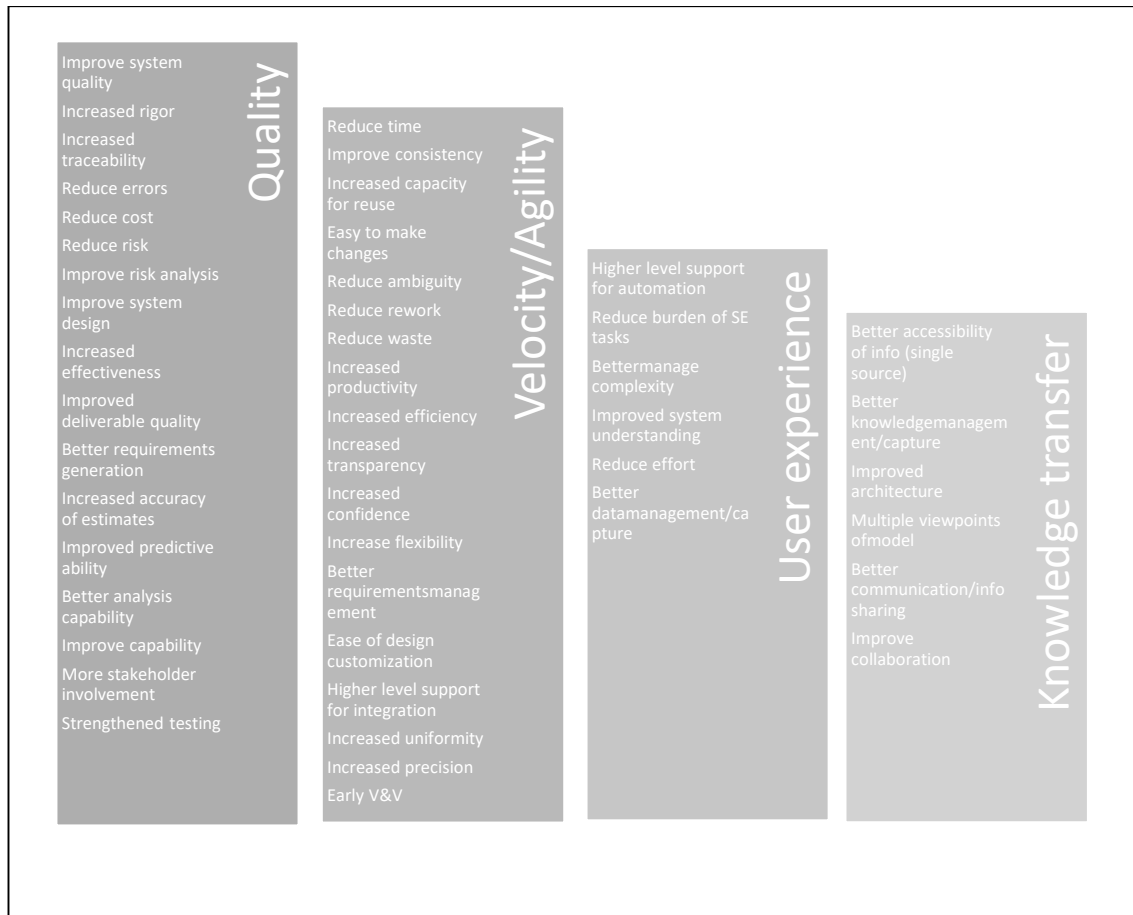 Quality
Improve system
quality
Increased rigor
Increased
traceability
Reduce errors
Reduce cost
Reduce risk
Improve risk analysis
Improve system
design
Increased
effectiveness
Improved
deliverable quality
Better requirements
generation
Increased accuracy
of estimates
Improved predictive
ability
Better analysis
capability
Improve capability
More stakeholder
involvement
Strengthened testing
Velocity/Agility
Reduce time
Improve consistency
Increased capacity
for reuse
Easy to make
changes
Reduce ambiguity
Reduce rework
Reduce waste
Increased
productivity
Increased efficiency
Increased
transparency
Increased
confidence
Increase flexibility
Better
requirementsmanag
ement
Ease of design
customization
Higher level support
for integration
Increased uniformity
Increased precision
Early V&V
User experience
Higher level support
for automation
Reduce burden of SE
tasks
Bettermanage
complexity
Improved system
understanding
Reduce effort
Better
datamanagement/ca
pture
Knowledge transfer
Better accessibility
of info (single
source)
Better
knowledgemanagem
ent/capture
Improved
architecture
Multiple viewpoints
ofmodel
Better
communication/info
sharing
Improve
collaboration